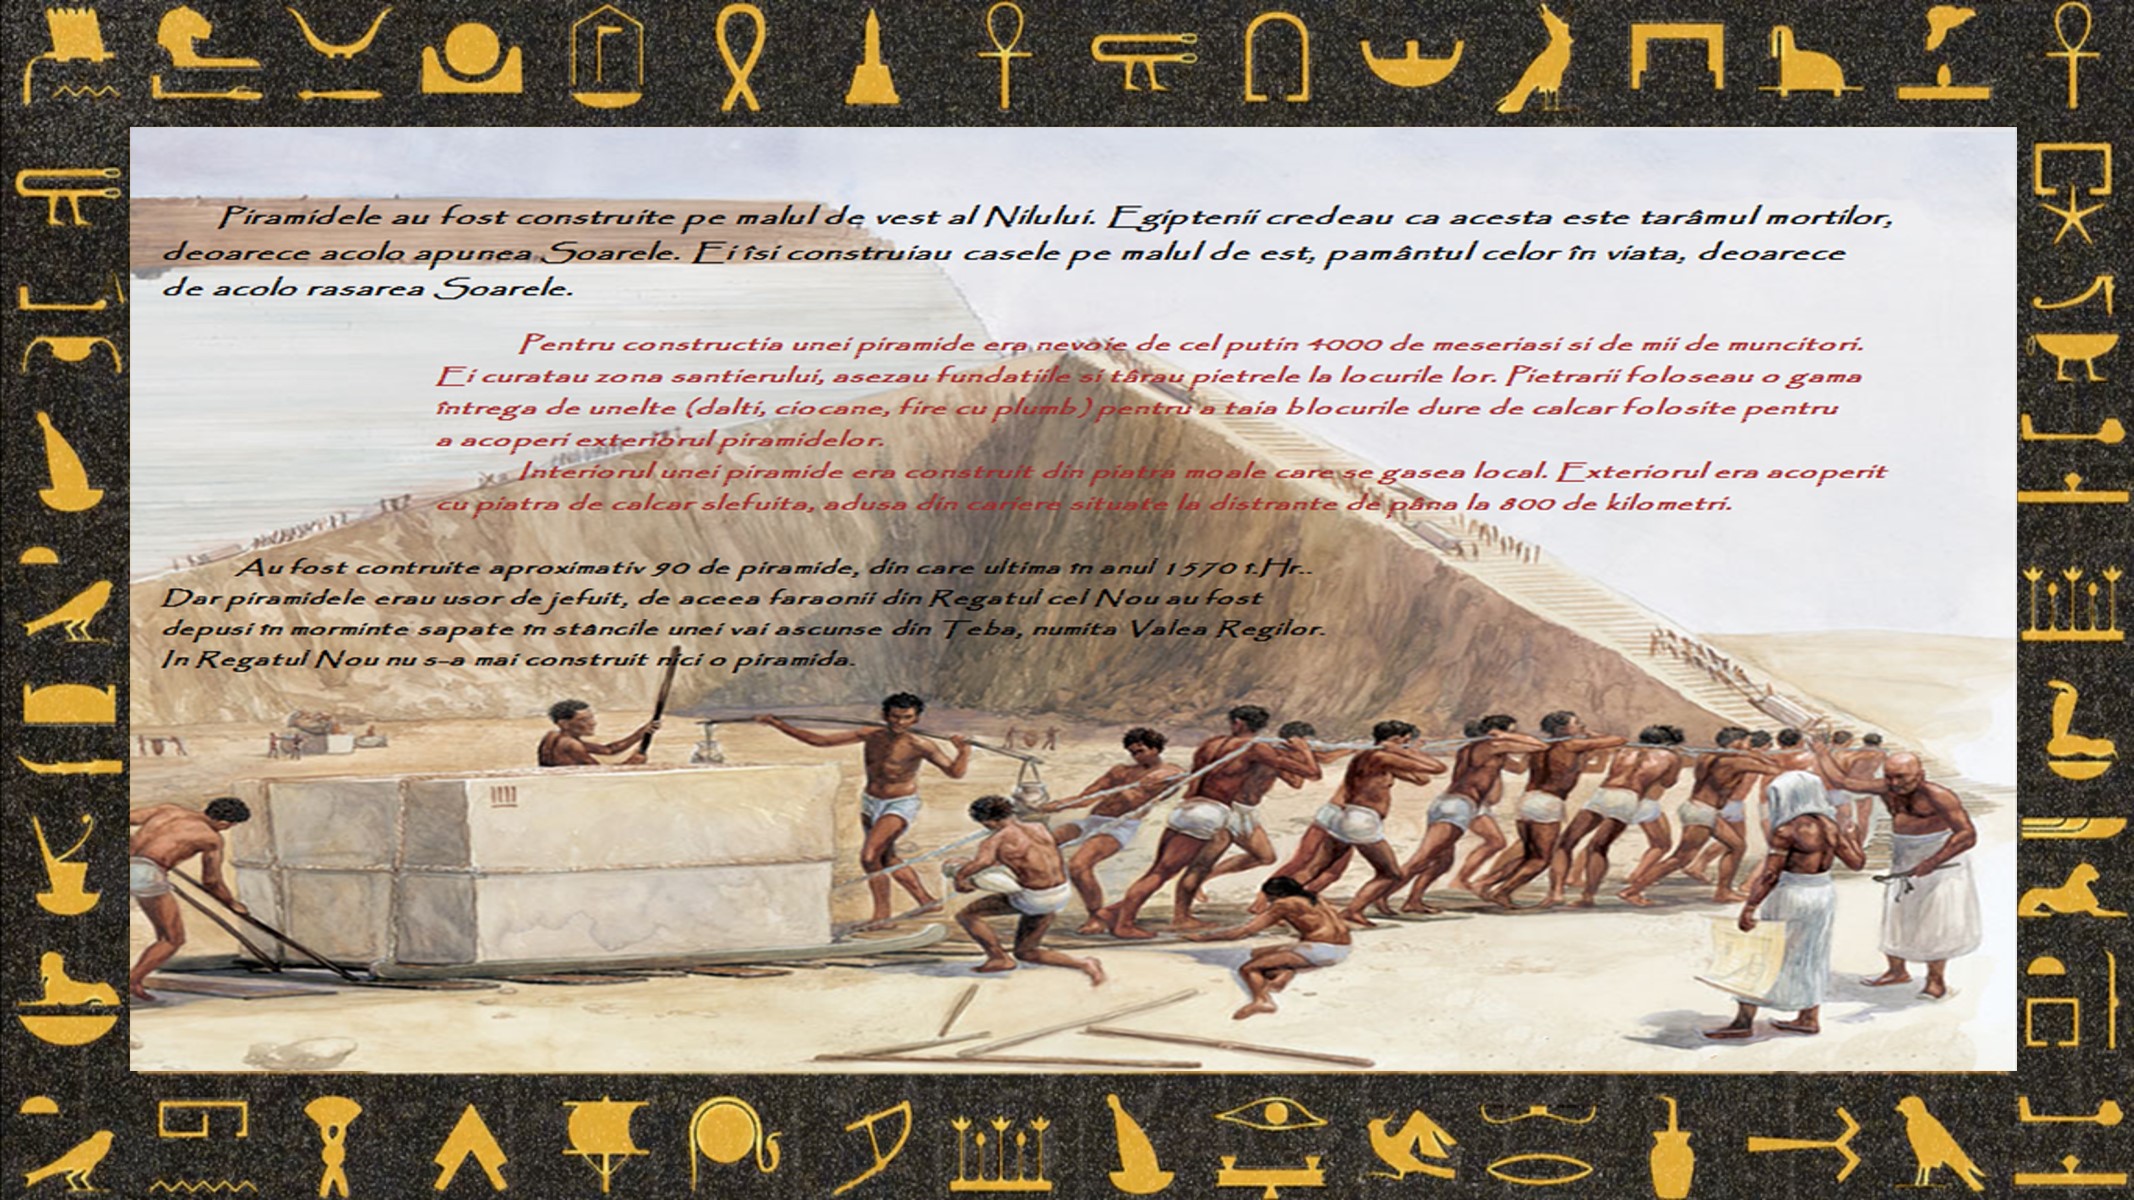 Piramidele au fost construite pe malul de vest al Nilului. Egiptenii credeau ca acesta este tarâmul mortilor,
deoarece acolo apunea Soarele. Ei îsi construiau casele pe malul de est, pamântul celor în viata, deoarece
de acolo rasarea Soarele.
Pentru constructia unei piramide era nevoie de cel putin 4000 de meseriasi si de mii de muncitori.
Ei curatau zona santierului, asezau fundatiile si târau pietrele la locurile lor. Pietrarii foloseau o gama
întrega de unelte (dalti, ciocane, fire cu plumb) pentru a taia blocurile dure de calcar folosite pentru
a acoperi exteriorul piramidelor.
Interiorul unei piramide era construit din piatra moale care se gasea local. Exteriorul era acoperit
cu piatra de calcar slefuita, adusa din cariere situate la distrante de pâna la 800 de kilometri.
Au fost contruite aproximativ 90 de piramide, din care ultima în anul 1570 î.Hr..
Dar piramidele erau usor de jefuit, de aceea faraonii din Regatul cel Nou au fost
depusi în morminte sapate în stâncile unei vai ascunse din Teba, numita Valea Regilor.
In Regatul Nou nu s-a mai construit nici o piramida.